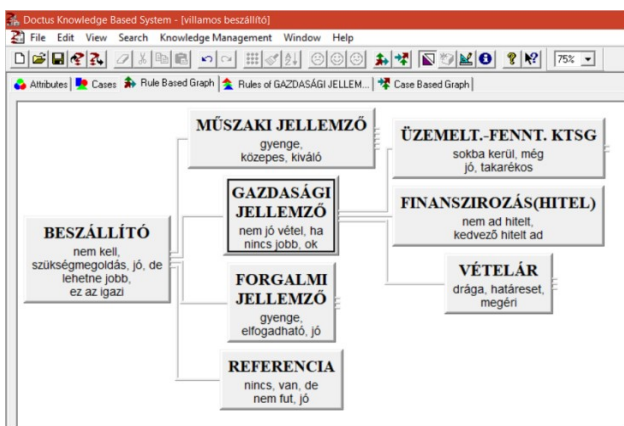 Doctus Knowledge Based System - [villamos beszállító]
File Edit View Search Knowledge Management Window Help
75%
Attributes Cases Rule Based Graph Rules of GAZDASÁGI JELLEM... Case Based Graph
MŰSZAKI JELLEMZŐ
gyenge,
közepes, kiváló
ÜZEMELT.-FENNT. KTSG
sokba kerül, még
jó, takarékos
GAZDASÁGI
JELLEMZŐ
nem jó vétel, ha
nincs jobb, ok
FINANSZIROZÁS(HITEL)
nem ad hitelt,
kedvező hitelt ad
BESZÁLLÍTÓ
nem kell,
szükségmegoldás, jó, de
lehetne jobb,
ez az igazi
VÉTELÁR
drága, határeset,
megéri
FORGALMI
JELLEMZŐ
gyenge,
elfogadható, jó
REFERENCIA
nincs, van, de
nem fut, jó